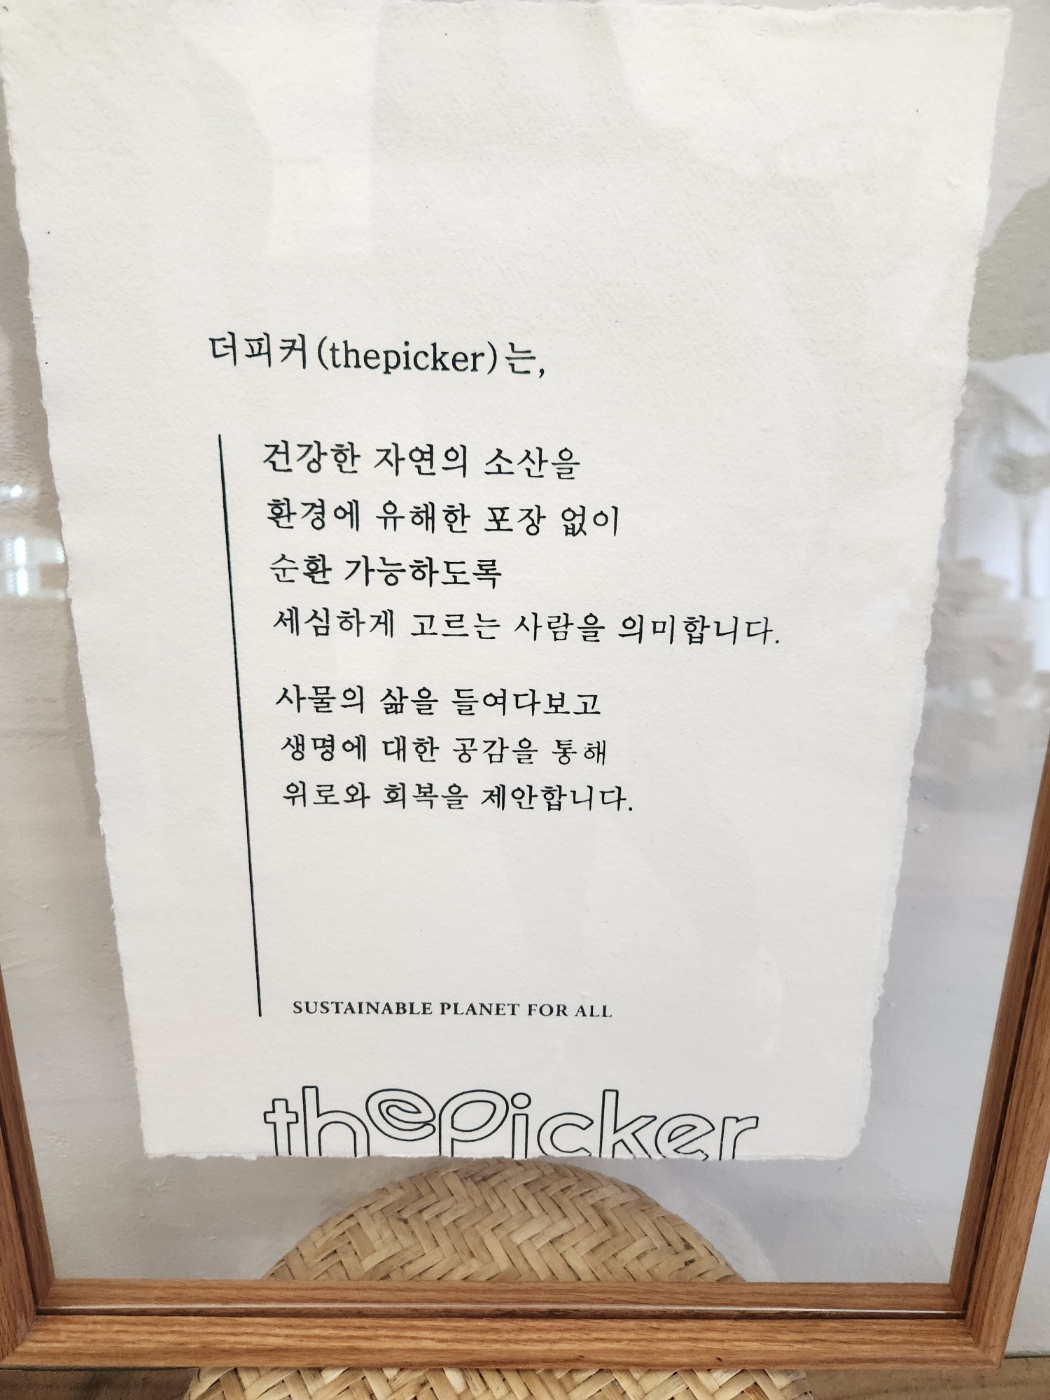 더피커(thepicker)는,
건강한 자연의 소산을
환경에 유해한 포장 없이
순환 가능하도록
세심하게 고르는 사람을 의미합니다.
사물의 삶을 들여다보고
생명에 대한 공감을 통해
위로와 회복을 제안합니다.
SUSTAINABLE PLANET FOR ALL
thepicker